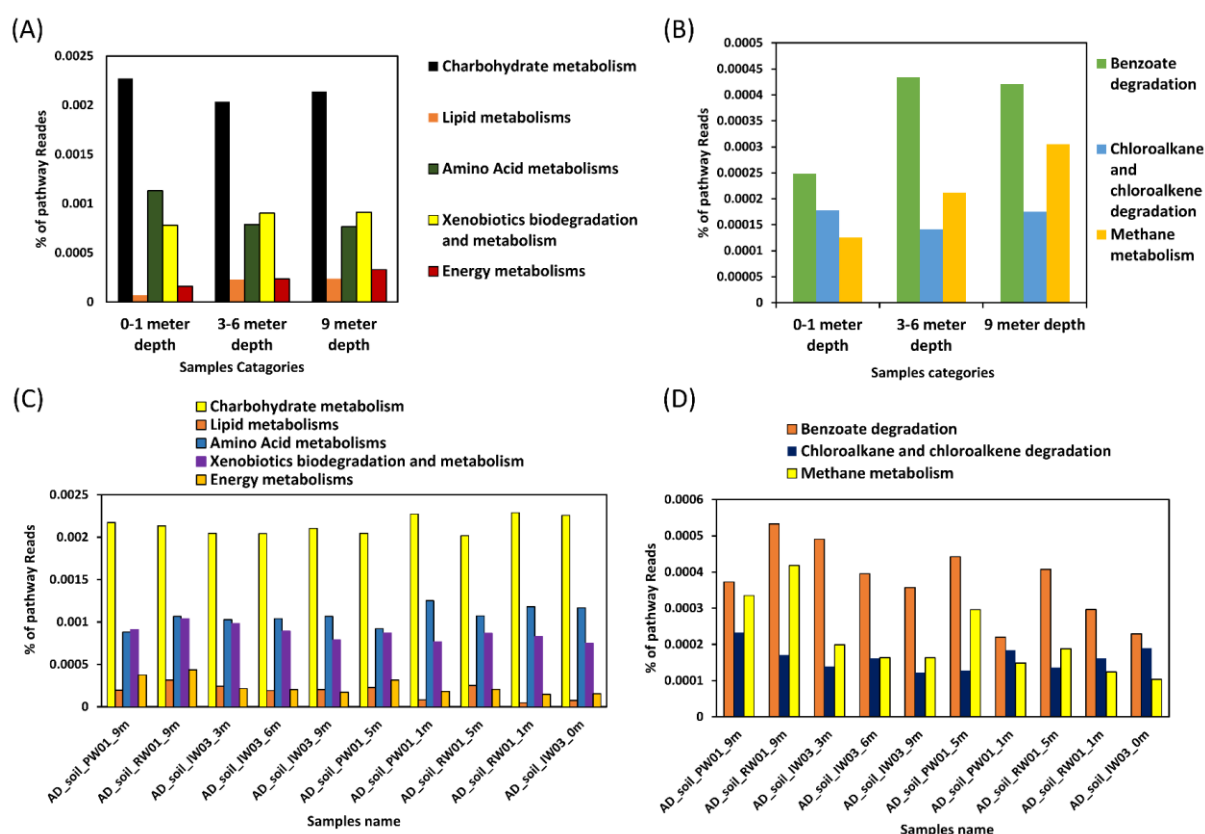 (A)
% of pathway Reades
0.0025
0.002
0.0015
0.001
0.0005
0
0-1 meter
depth
3-6 meter
depth
9 meter
depth
Samples Catagories
Charbohydrate metabolism
Lipid metabolisms
Amino Acid metabolisms
Xenobiotics biodegradation
and metabolism
Energy metabolisms
(B)
% of pathway Reads
0.0005
0.00045
0.0004
0.00035
0.0003
0.00025
0.0002
0.00015
0.0001
0.00005
0
0-1 meter
depth
3-6 meter
depth
9 meter depth
Samples categories
Benzoate
degradation
Chloroalkane
and
chloroalkene
degradation
Methane
metabolism
(C)
Charbohydrate metabolism
Lipid metabolisms
Amino Acid metabolisms
Xenobiotics biodegradation and metabolism
Energy metabolisms
% of pathway Reads
0.0025
0.002
0.0015
0.001
0.0005
0
AD_soil_PW01_9m
AD_soil_RW01_9m
AD_soil_IW03_3m
AD_soil_IW03_6m
AD_soil_IW03_9m
AD_soil_PW01_5m
AD_soil_PW01_1m
AD_soil_RW01_5m
AD_soil_RW01_1m
AD_soil_IW03_0m
Samples name
(D)
Benzoate degradation
Chloroalkane and chloroalkene degradation
Methane metabolism
% of pathway Reads
0.0006
0.0005
0.0004
0.0003
0.0002
0.0001
0
AD_soil_PW01_9m
AD_soil_RW01_9m
AD_soil_IW03_3m
AD_soil_IW03_6m
AD_soil_IW03_9m
AD_soil_PW01_5m
AD_soil_PW01_1m
AD_soil_RW01_5m
AD_soil_RW01_1m
AD_soil_IW03_0m
Samples name